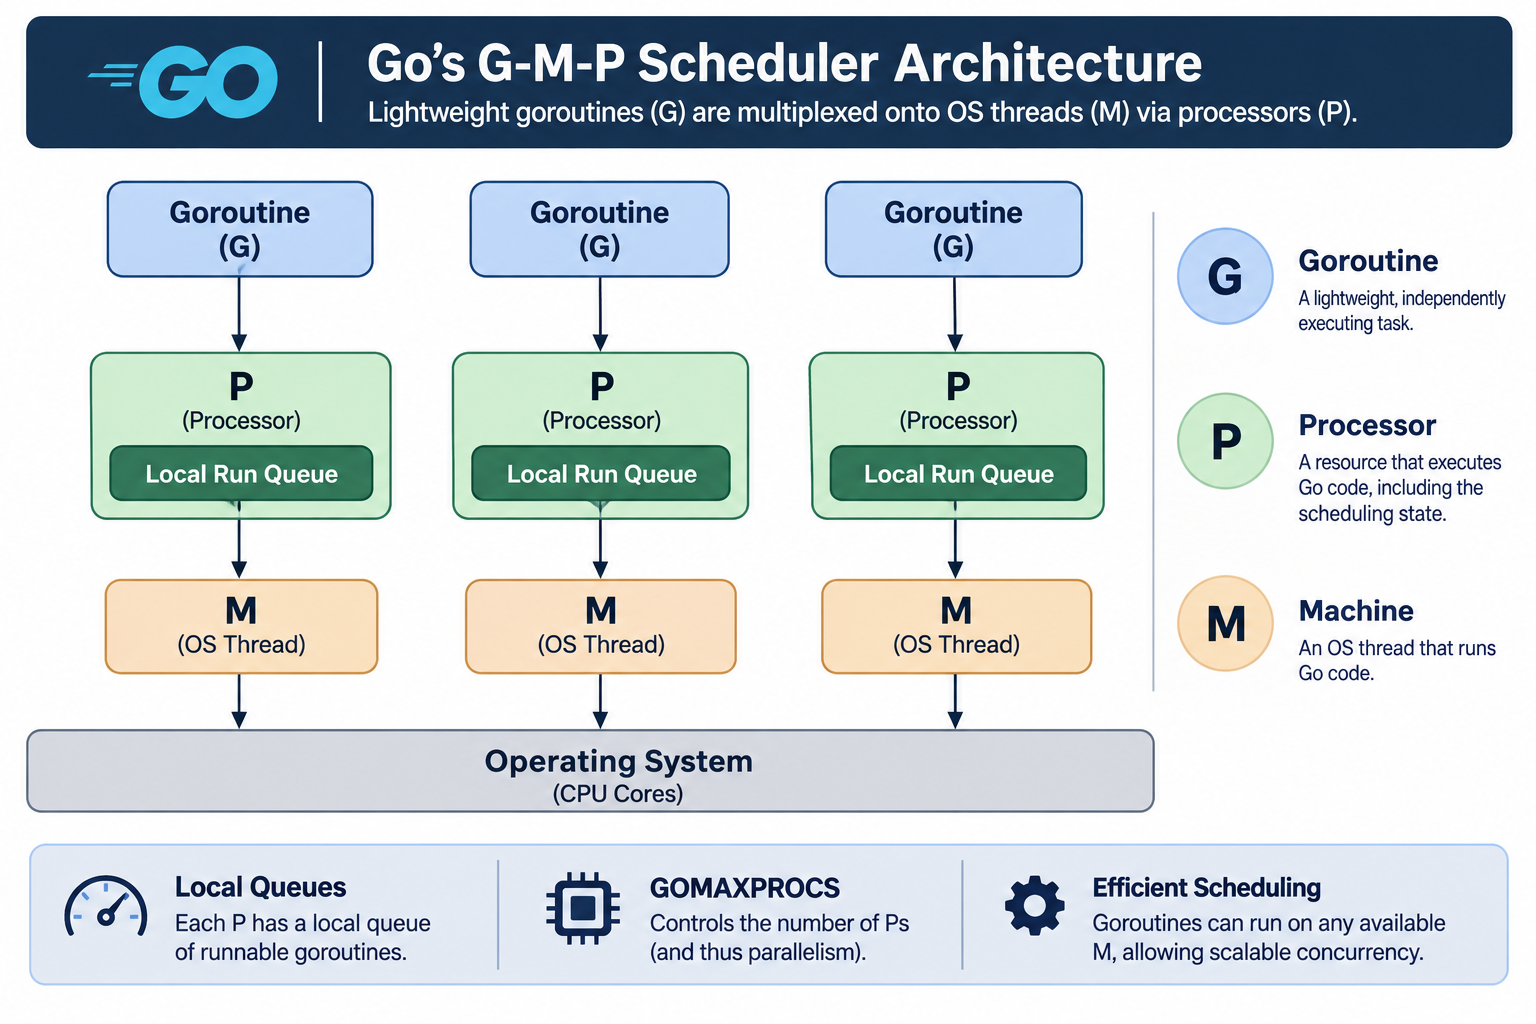 GO
Go’s G-M-P Scheduler Architecture
Lightweight goroutines (G) are multiplexed onto OS threads (M) via processors (P).
Goroutine
(G)
Goroutine
(G)
Goroutine
(G)
P
(Processor)
Local Run Queue
P
(Processor)
Local Run Queue
P
(Processor)
Local Run Queue
M
(OS Thread)
M
(OS Thread)
M
(OS Thread)
Operating System
(CPU Cores)
G
Goroutine
A lightweight, independently
executing task.
P
Processor
A resource that executes
Go code, including the
scheduling state.
M
Machine
An OS thread that runs
Go code.
Local Queues
Each P has a local queue
of runnable goroutines.
GOMAXPROCS
Controls the number of Ps
(and thus parallelism).
Efficient Scheduling
Goroutines can run on any available
M, allowing scalable concurrency.